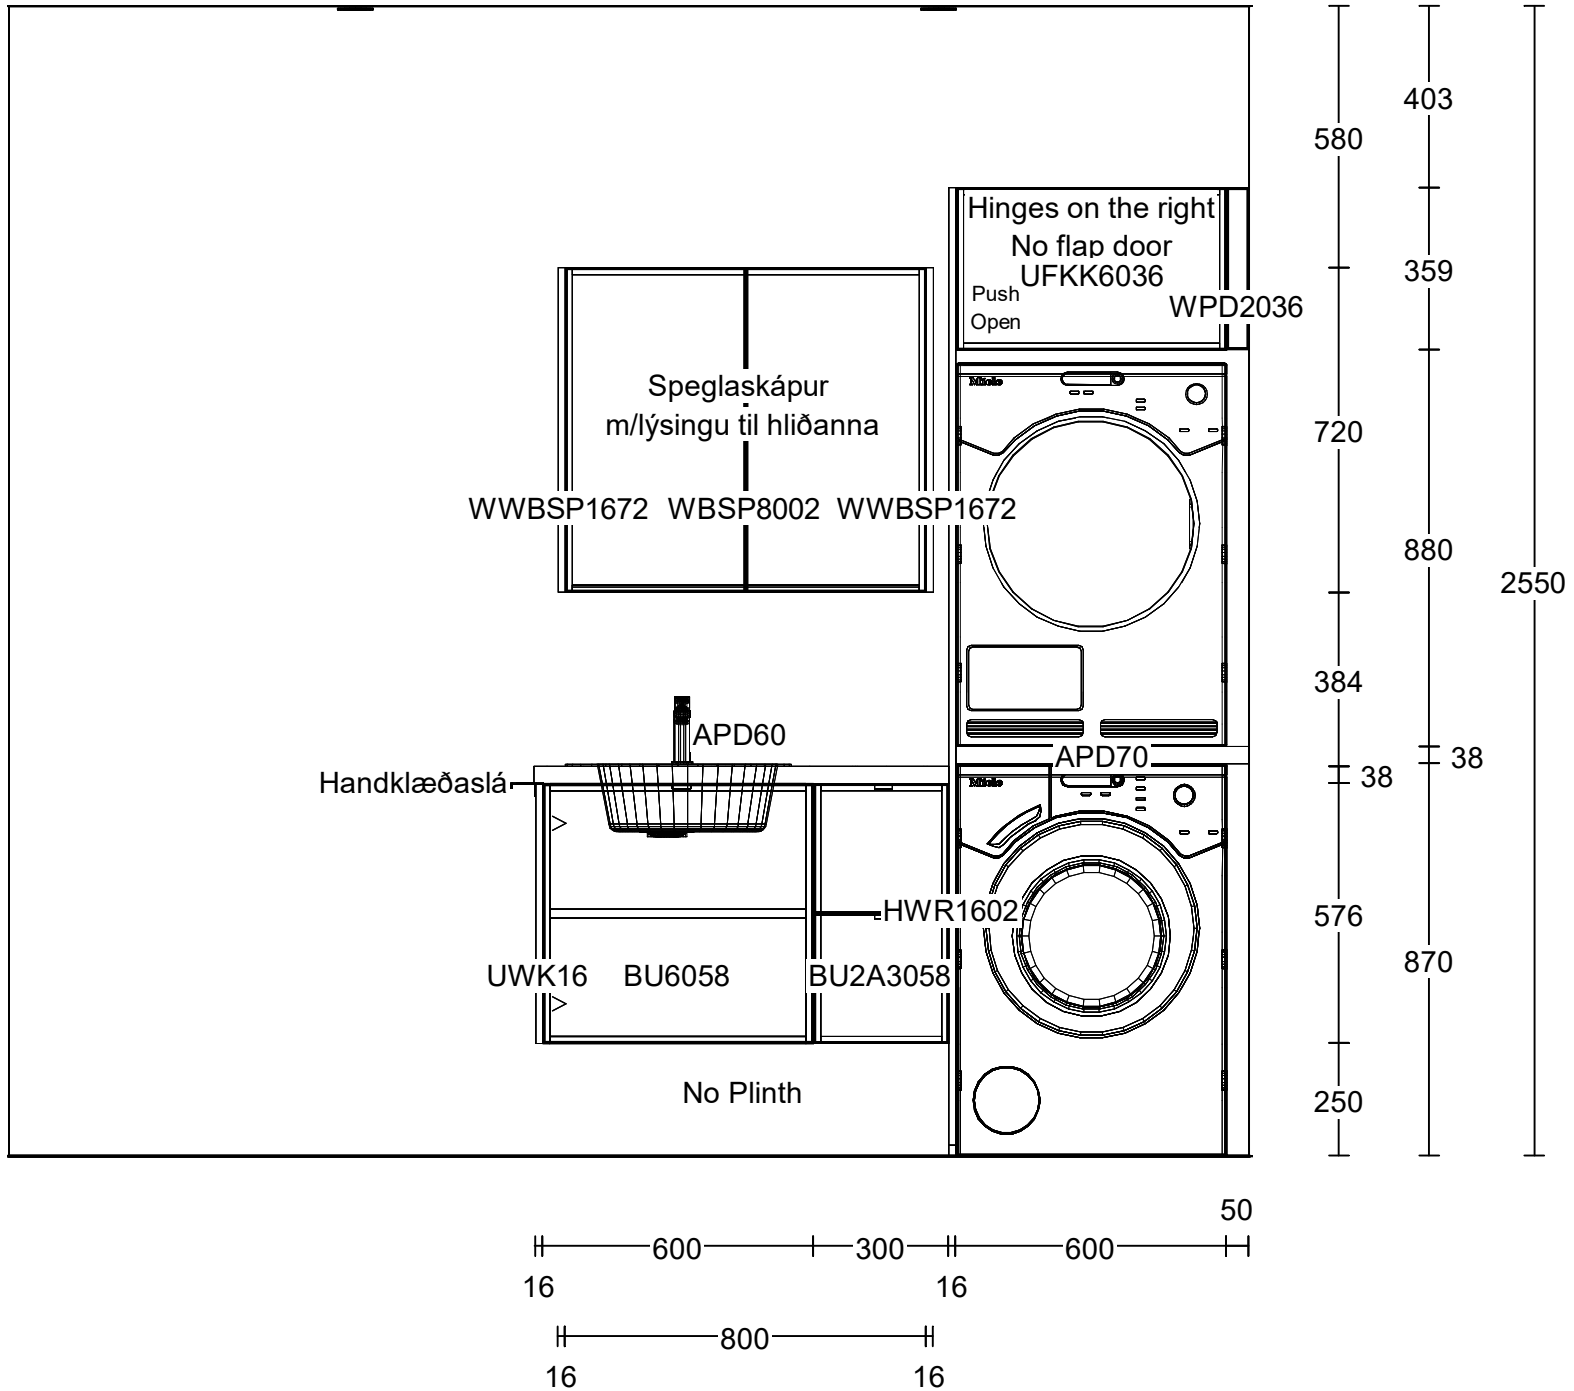 403
580
Hinges on the right
No flap door
UFKK6036
359
Push
Open
WPD2036
Miele
Speglaskápur
m/lýsingu til hliðanna
720
WWBSP1672
WBSP8002
WWBSP1672
880
2550
384
APD60
APD70
38
Handklæðaslá
Miele
38
HWR1602
576
870
UWK16
BU6058
BU2A3058
No Plinth
250
50
600
300
600
16
16
800
16
16